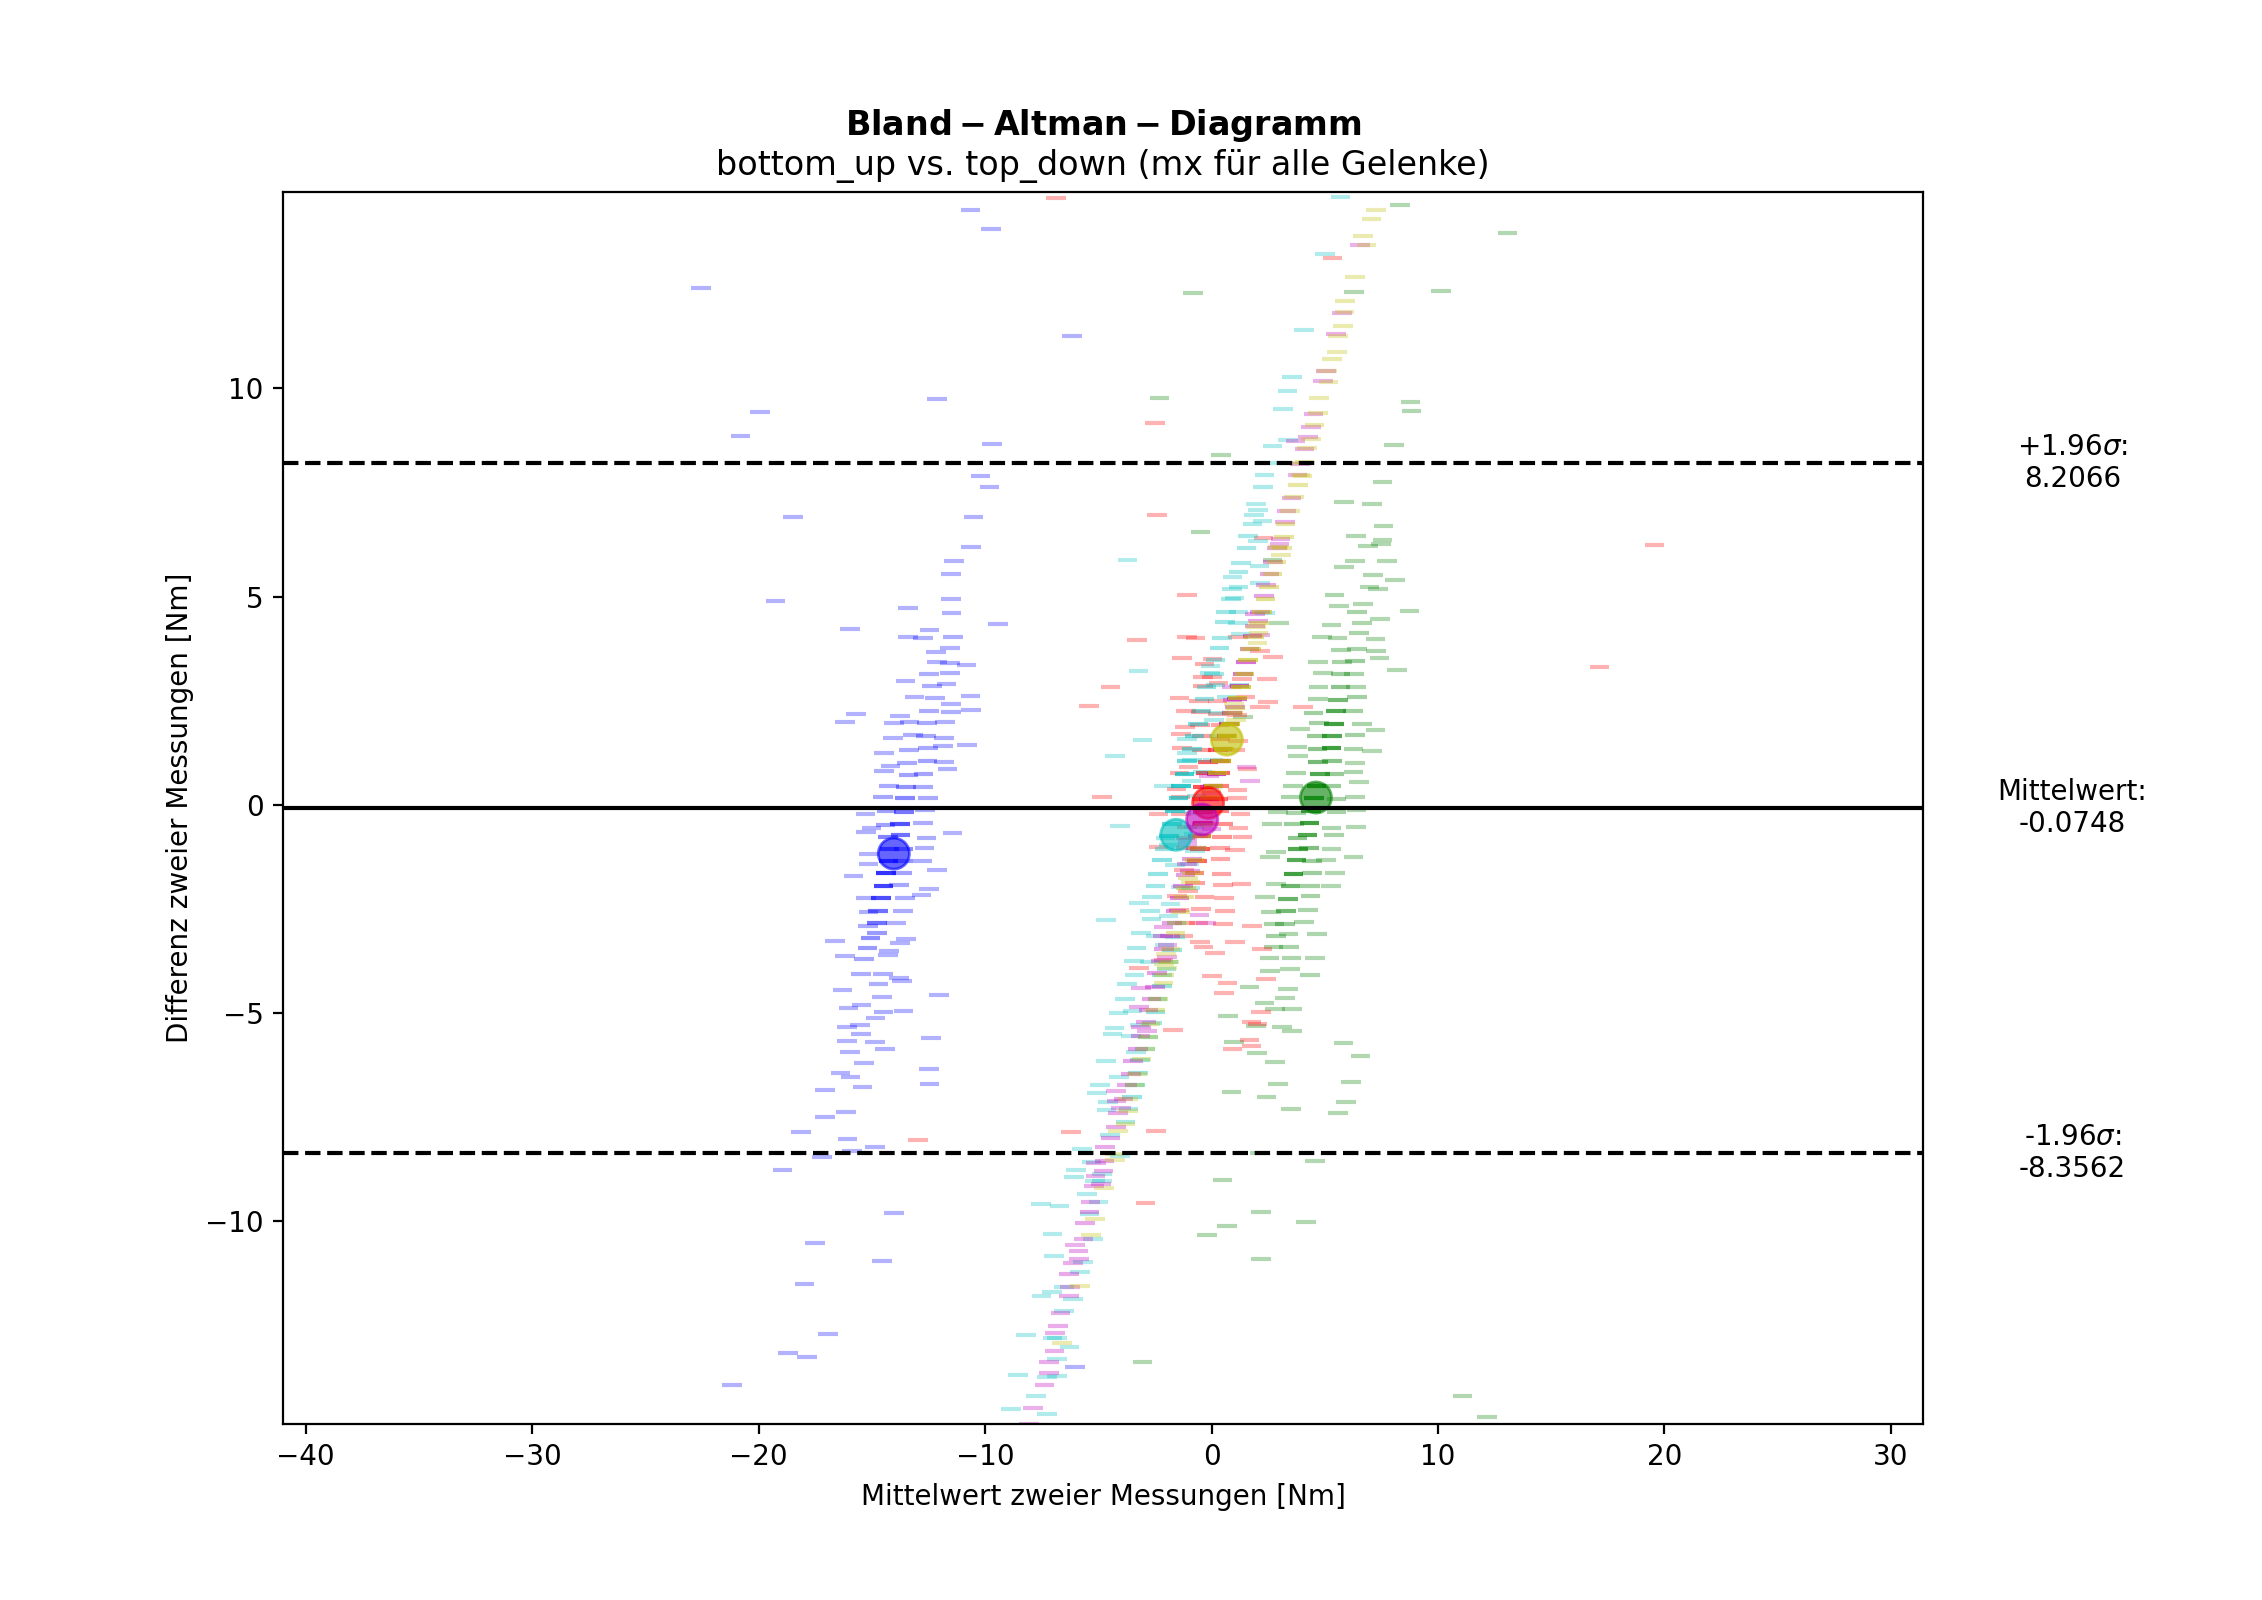 Bland – Altman – Diagramm
bottom_up vs. top_down (mx für alle Gelenke)
Differenz zweier Messungen [Nm]
10
5
0
−5
−10
+1.96σ:
8.2066
Mittelwert:
-0.0748
-1.96σ:
-8.3562
−40
−30
−20
−10
0
10
20
30
Mittelwert zweier Messungen [Nm]